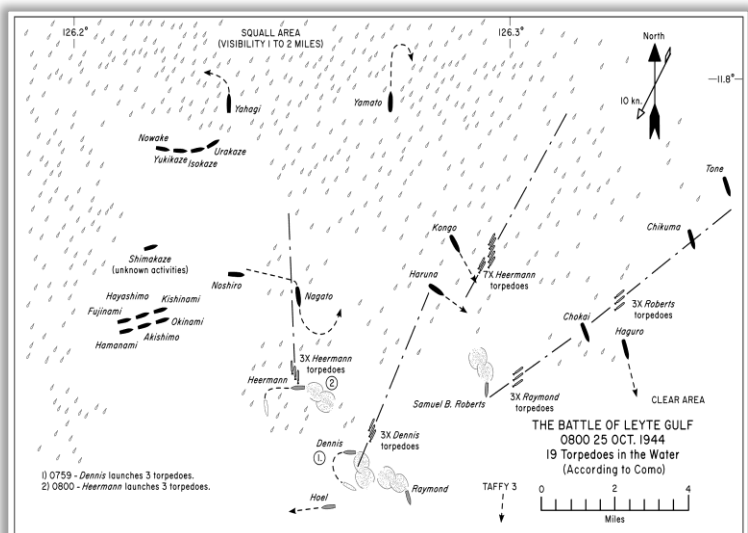 126.2°
SQUALL AREA
(VISIBILITY 1 TO 2 MILES)
126.3°
North
11.8°
10 kn.
Yahagi
Yamato
Nowake
Urakaze
Yukikaze
Isokaze
Tone
Kongo
Chikuma
Shimakaze
(unknown activities)
Noshiro
Haruna
7X Heermann
torpedoes
Hayashimo
Kishinami
Nagato
3X Roberts
torpedoes
Fujinami
Okinami
Chokai
Hamanami
Akishimo
Haguro
3X Heermann
torpedoes
Heermann
2
Samuel B. Roberts
3X Raymond
torpedoes
CLEAR AREA
3X Dennis
torpedoes
Dennis
1.
THE BATTLE OF LEYTE GULF
0800 25 OCT. 1944
19 Torpedoes in the Water
(According to Como)
1) 0759 - Dennis launches 3 torpedoes.
2) 0800 - Heermann launches 3 torpedoes.
Hoel
Raymond
TAFFY 3
0 2 4
Miles